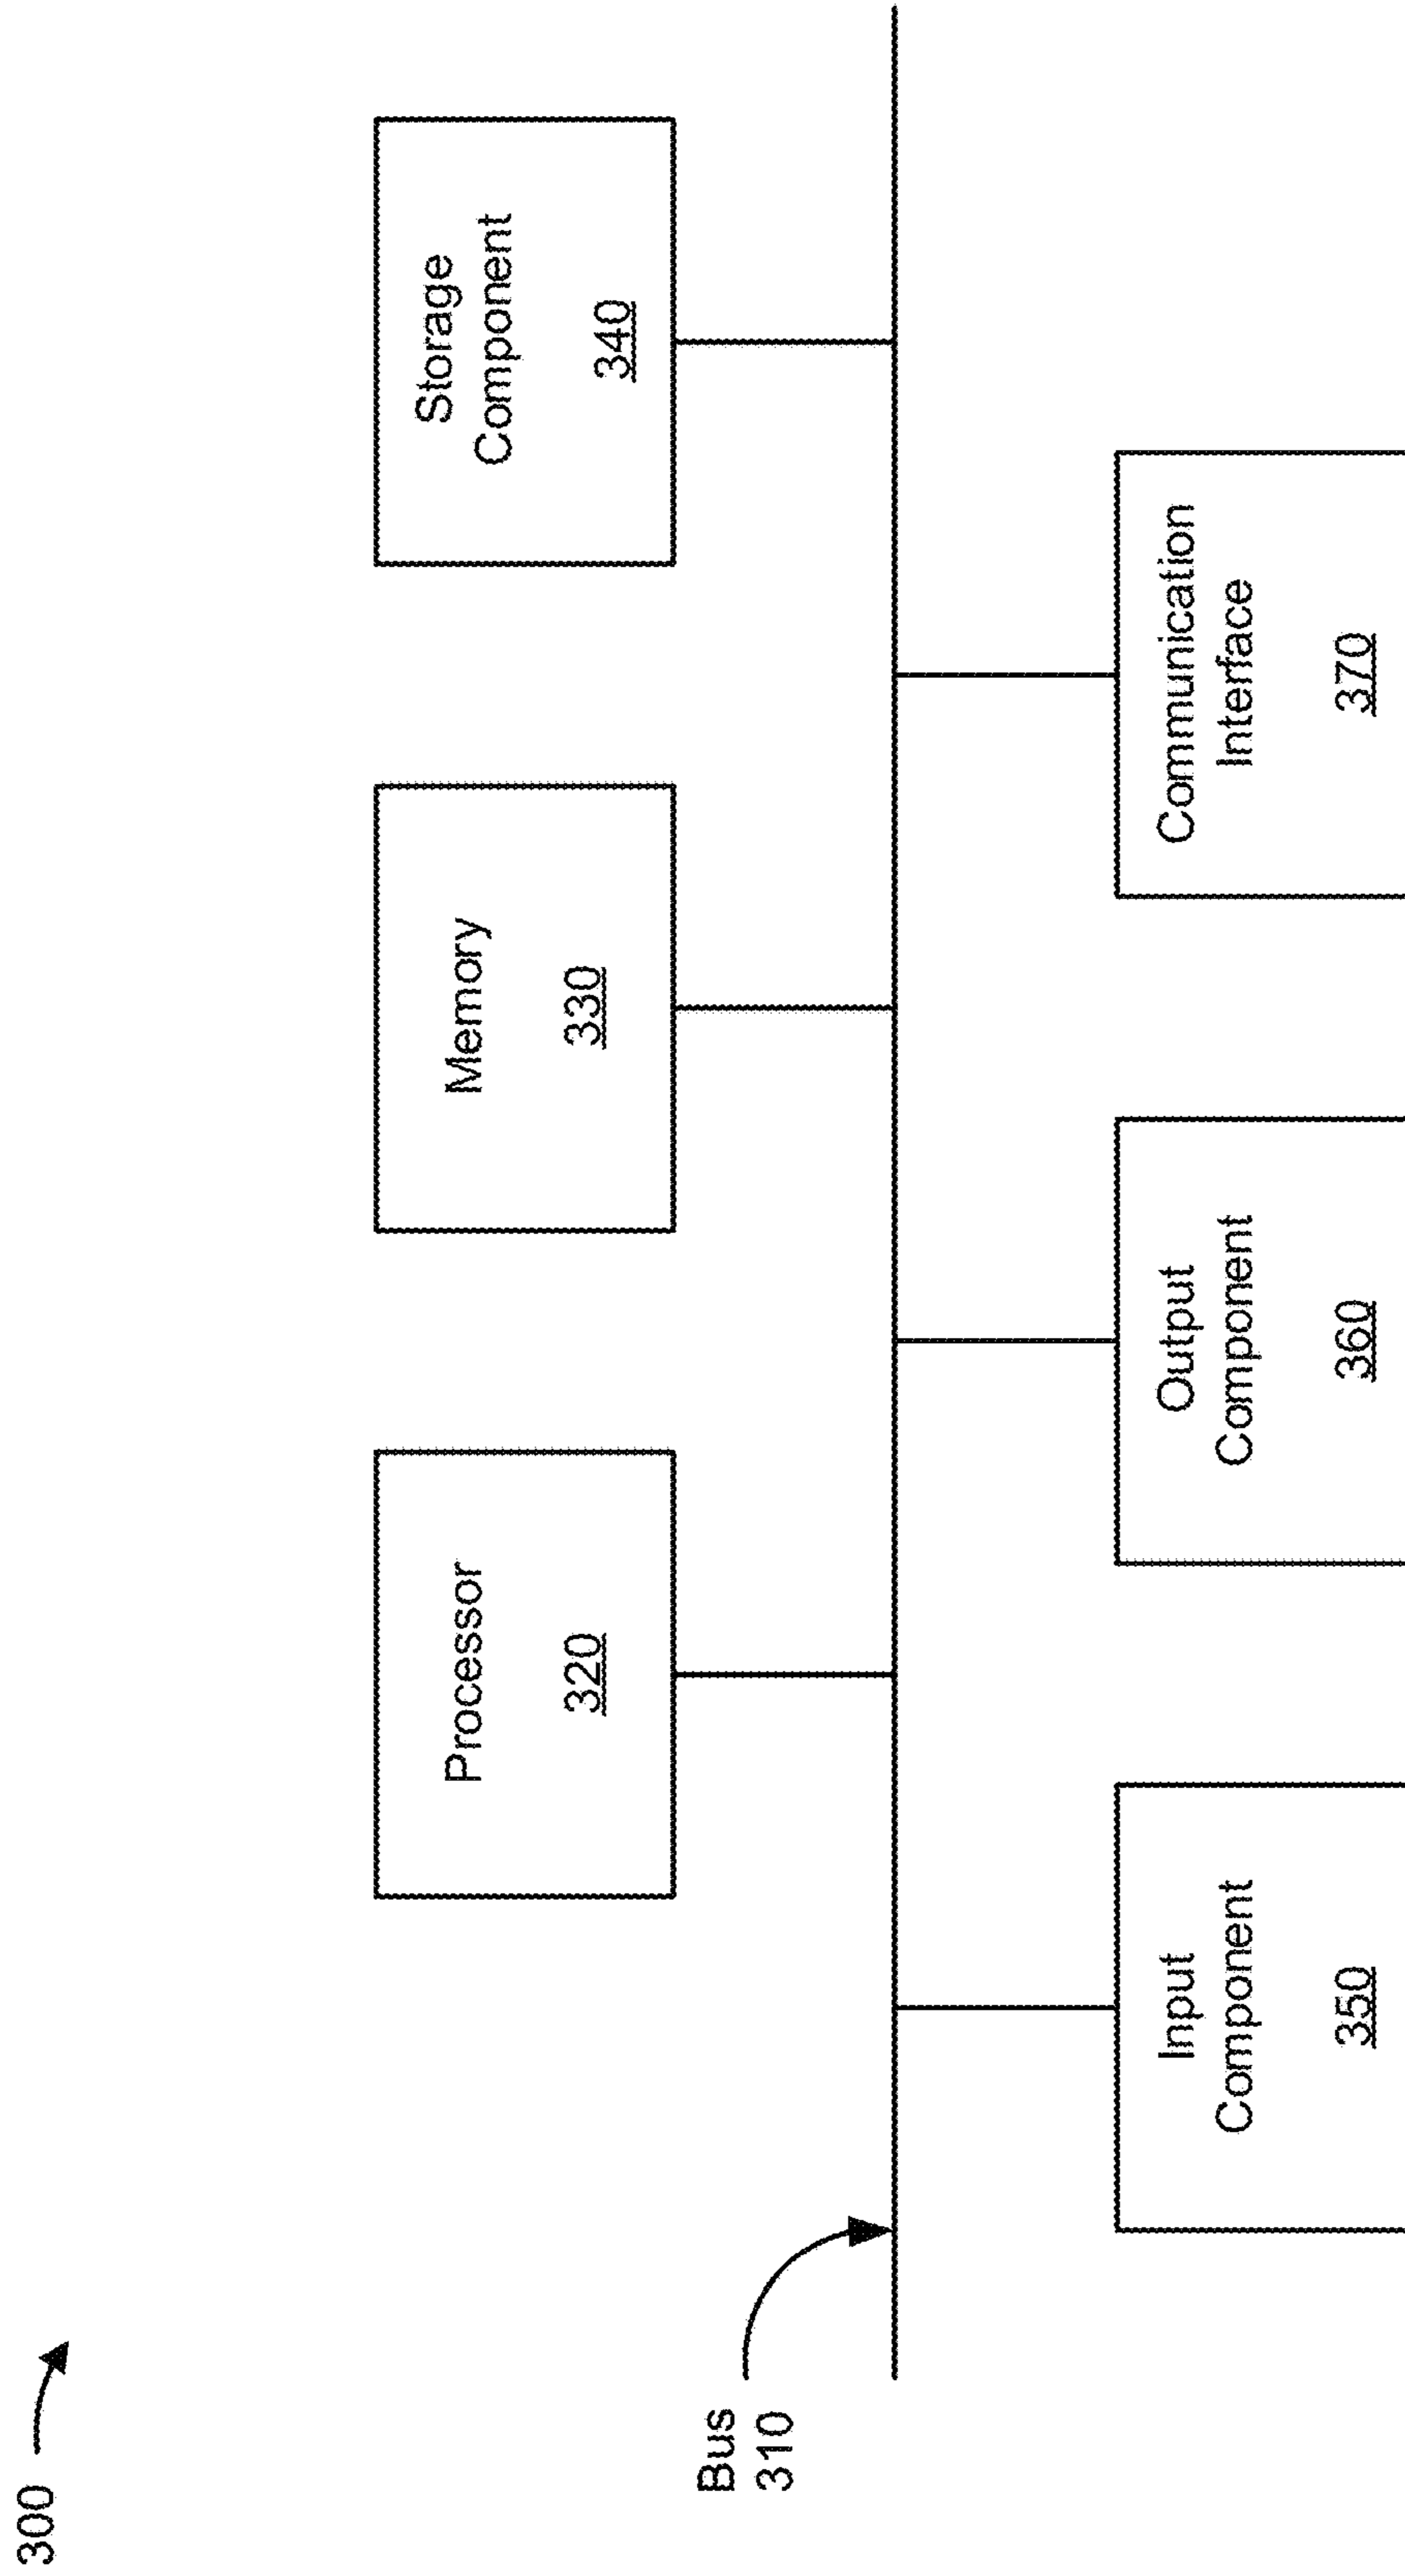 300
Bus
310
Processor
320
Memory
330
Storage
Component
340
Input
Component
350
Output
Component
360
Communication
Interface
370